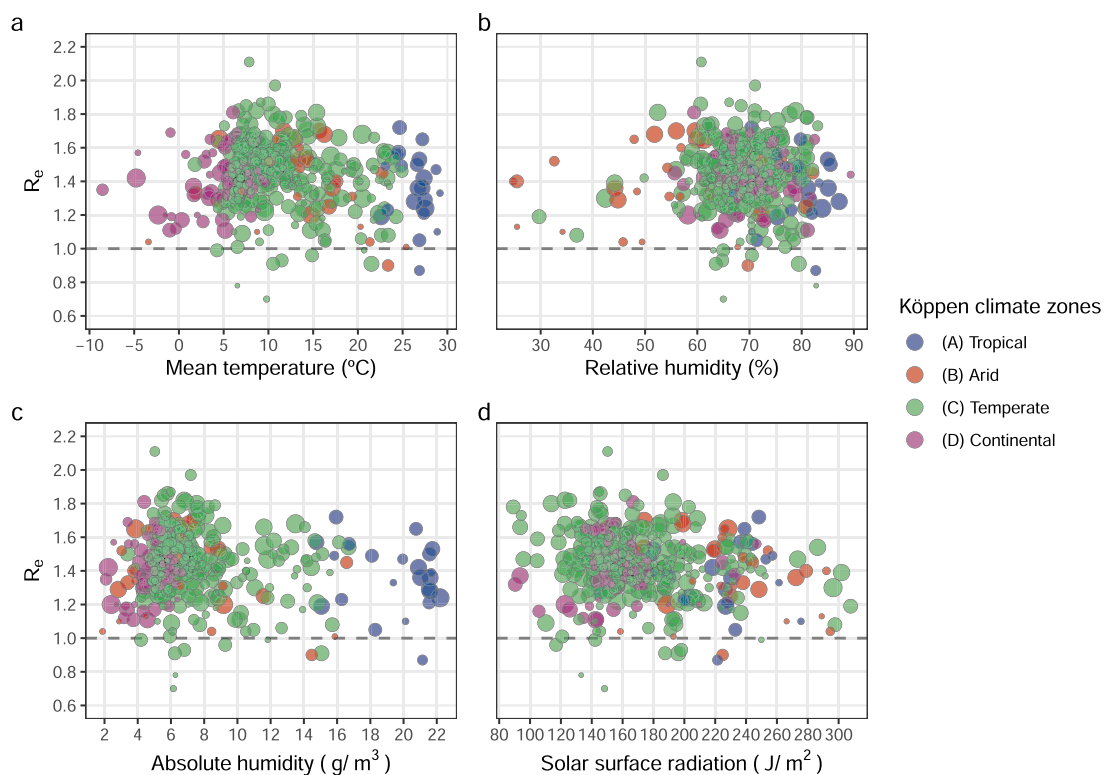 a
b
2.2
2.0
1.8
1.6
1.4
1.2
1.0
0.8
0.6
Re
−10 −5 0 5 10 15 20 25 30
30 40 50 60 70 80 90
Mean temperature (ºC)
Relative humidity (%)
Köppen climate zones
(A) Tropical
(B) Arid
(C) Temperate
(D) Continental
c
d
2.2
2.0
1.8
1.6
1.4
1.2
1.0
0.8
0.6
Re
2 4 6 8 10 12 14 16 18 20 22
80 100 120 140 160 180 200 220 240 260 280 300
Absolute humidity ( g/ m³ )
Solar surface radiation ( J/ m² )